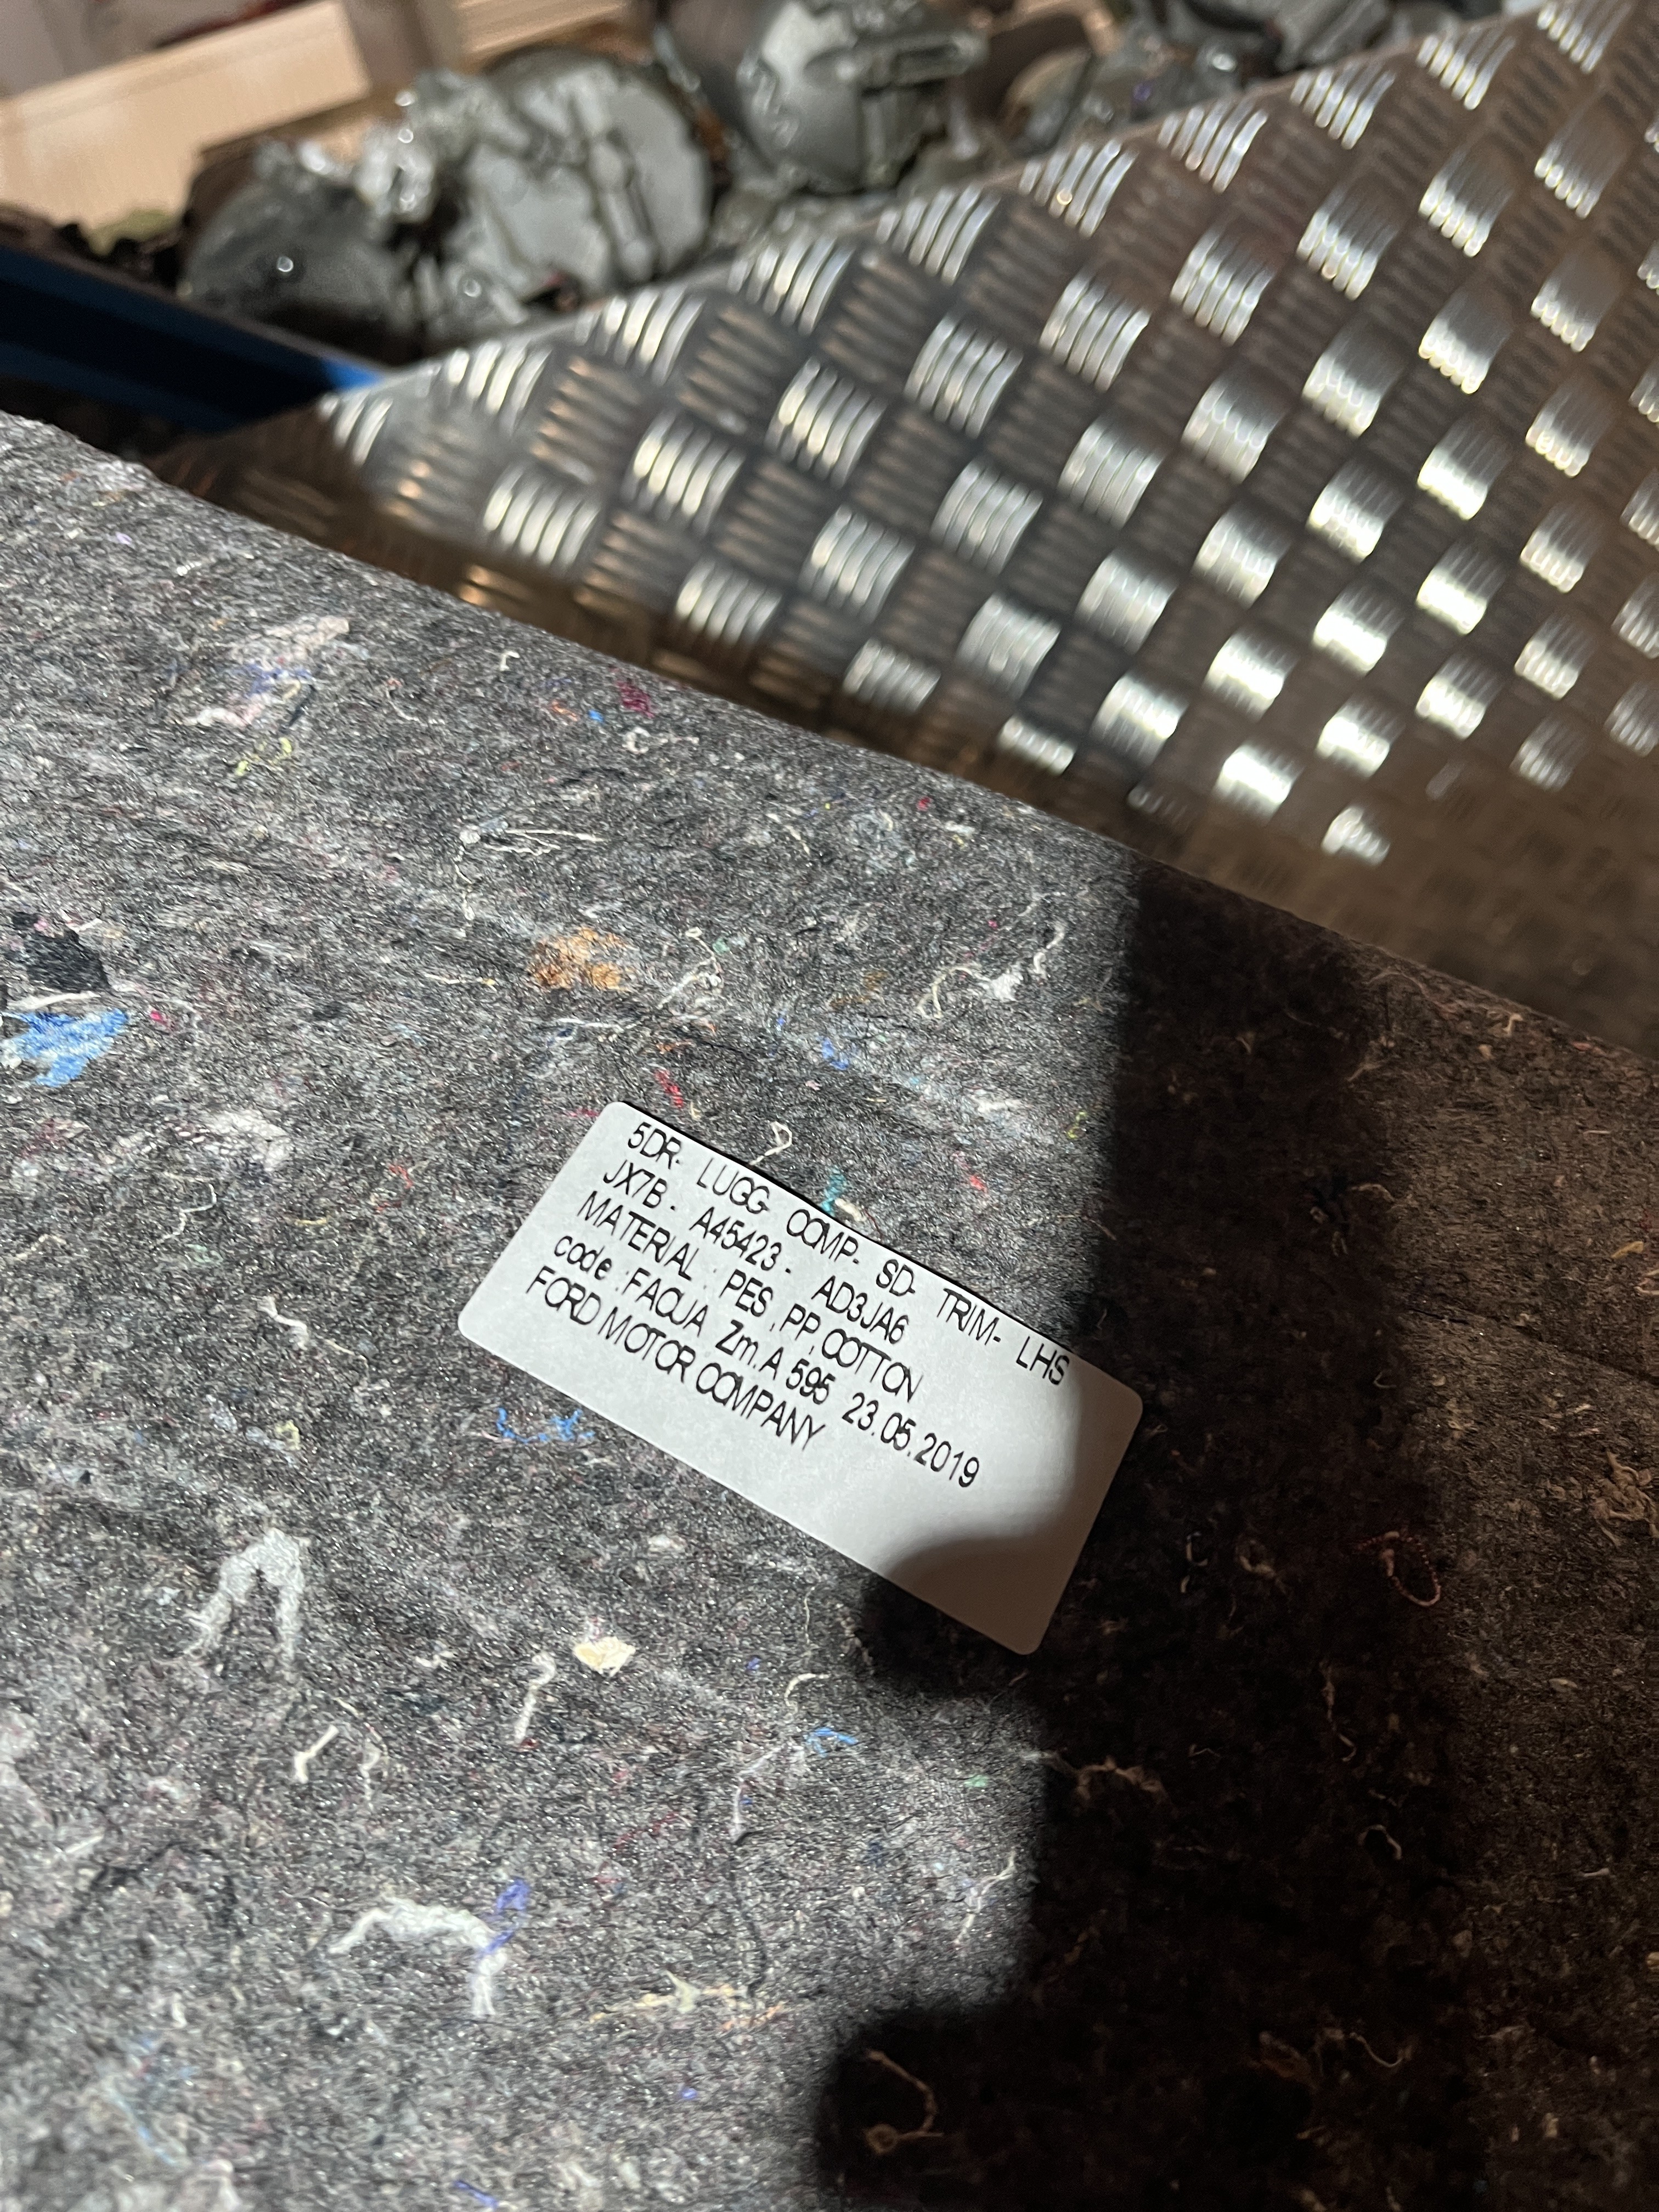 5DR- LUGG- COMP- SD- TRIM- LHS
JX7B - A45423 - AD3JA6
MATERIAL : PES , PP, COTTON
code :FAOUA Zm.A 595 23.05.2019
FORD MOTOR COMPANY